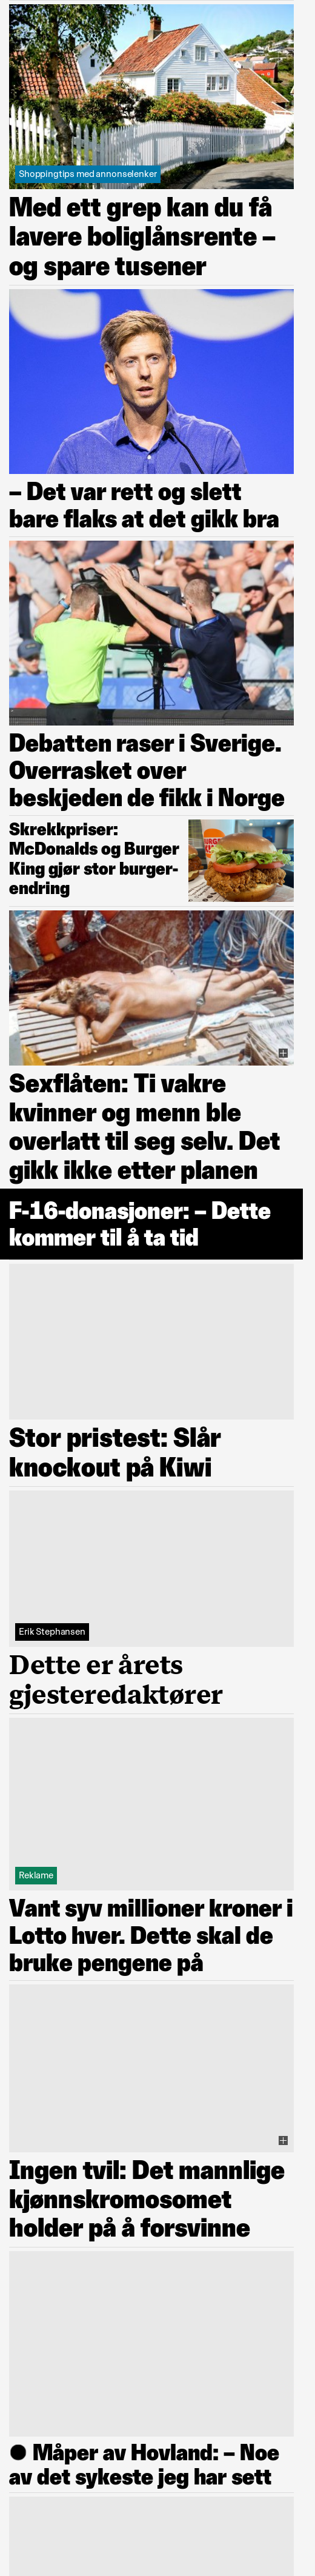 Shoppingtips med annonselenker
Med ett grep kan du få
lavere boliglånsrente –
og spare tusener
– Det var rett og slett
bare flaks at det gikk bra
Debatten raser i Sverige.
Overrasket over
beskjeden de fikk i Norge
Skrekkpriser:
McDonalds og Burger
King gjør stor burger-
endring
Sexflåten: Ti vakre
kvinner og menn ble
overlatt til seg selv. Det
gikk ikke etter planen
F-16-donasjoner: – Dette
kommer til å ta tid
Stor pristest: Slår
knockout på Kiwi
Erik Stephansen
Dette er årets
gjesteredaktører
Reklame
Vant syv millioner kroner i
Lotto hver. Dette skal de
bruke pengene på
Ingen tvil: Det mannlige
kjønnskromosomet
holder på å forsvinne
Måper av Hovland: – Noe
av det sykeste jeg har sett